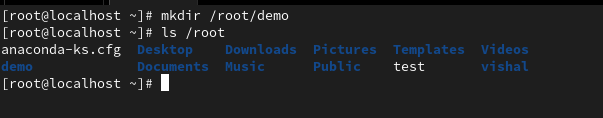 [root@localhost ~]# mkdir /root/demo
[root@localhost ~]# ls /root
anaconda-ks.cfg  Desktop    Downloads  Pictures  Templates  Videos
demo             Documents  Music      Public    test       vishal
[root@localhost ~]#